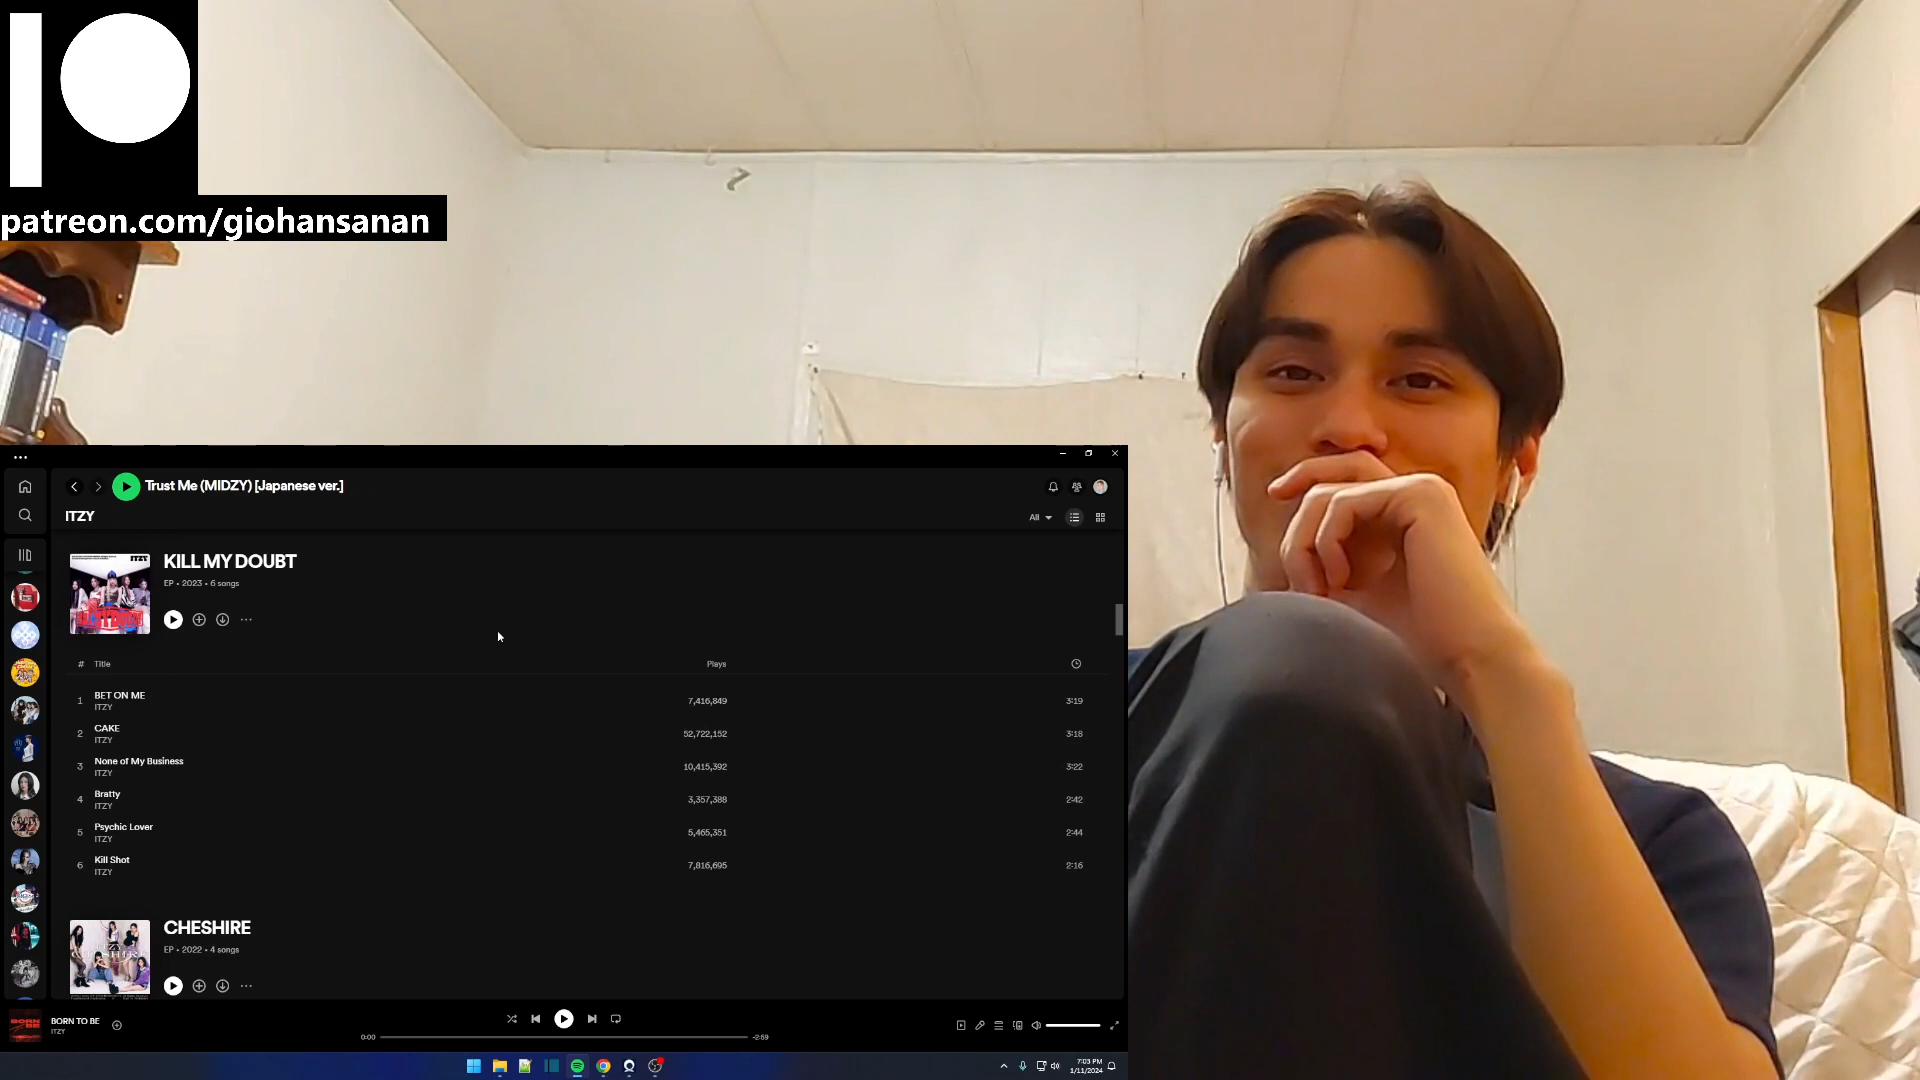 patreon.com/giohansanan
Trust Me (MIDZY) [Japanese ver.]
ITZY
All
KILL MY DOUBT
EP • 2023 • 6 songs
# Title Plays
1 BET ON ME 7,416,849 3:19
ITZY
2 CAKE 52,722,152 3:18
ITZY
3 None of My Business 10,415,392 3:22
ITZY
4 Bratty 3,357,388 2:42
ITZY
5 Psychic Lover 5,465,351 2:44
ITZY
6 Kill Shot 7,816,695 2:16
ITZY
CHESHIRE
EP • 2022 • 4 songs
BORN TO BE
ITZY
0:00
-2:59
7:03 PM
1/11/2024